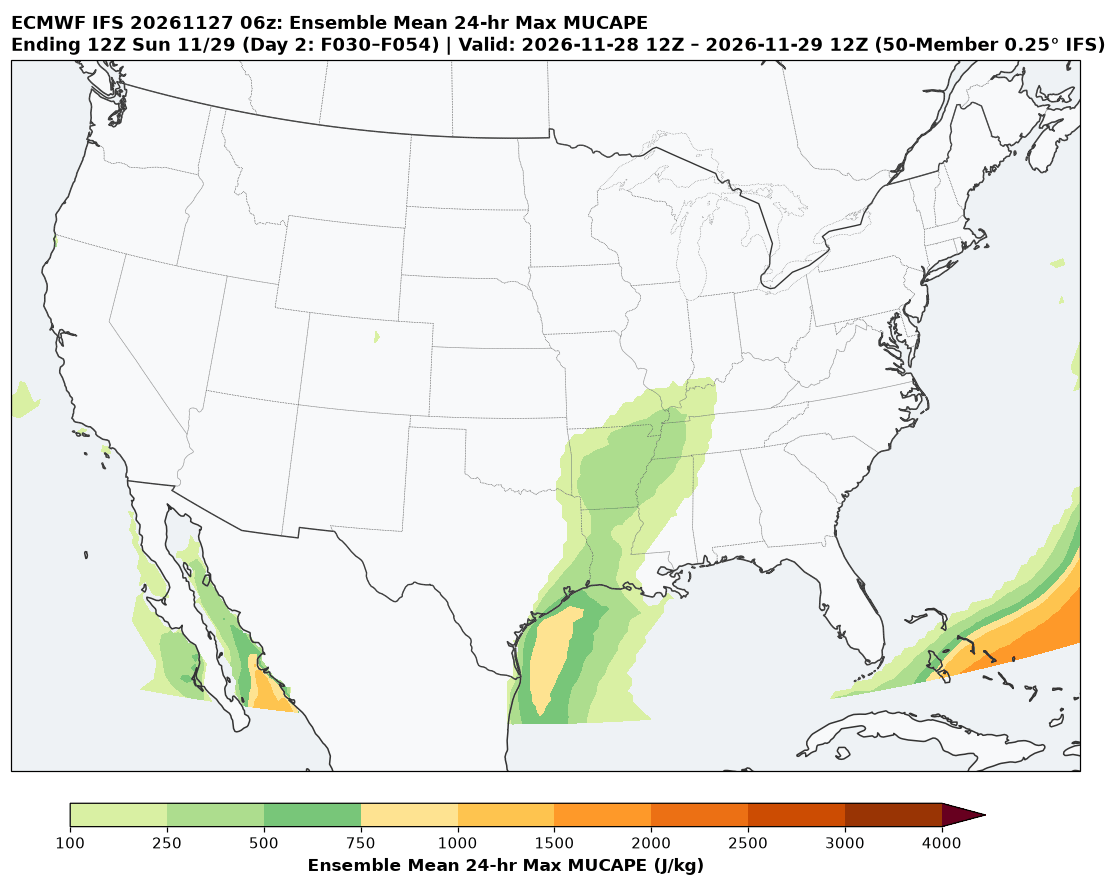 ECMWF IFS 20261127 06z: Ensemble Mean 24-hr Max MUCAPE
Ending 12Z Sun 11/29 (Day 2: F030–F054) | Valid: 2026-11-28 12Z – 2026-11-29 12Z (50-Member 0.25° IFS)
100 250 500 750 1000 1500 2000 2500 3000 4000
Ensemble Mean 24-hr Max MUCAPE (J/kg)